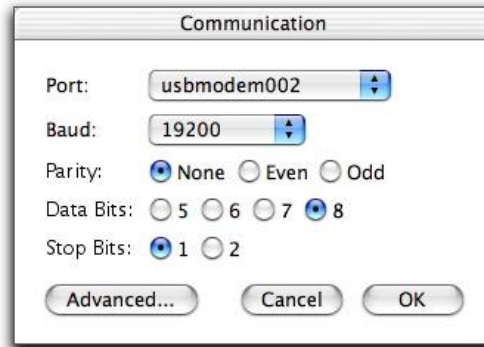 Communication
Port: usbmodem002
Baud: 19200
Parity: None Even Odd
Data Bits: 5 6 7 8
Stop Bits: 1 2
Advanced... Cancel OK